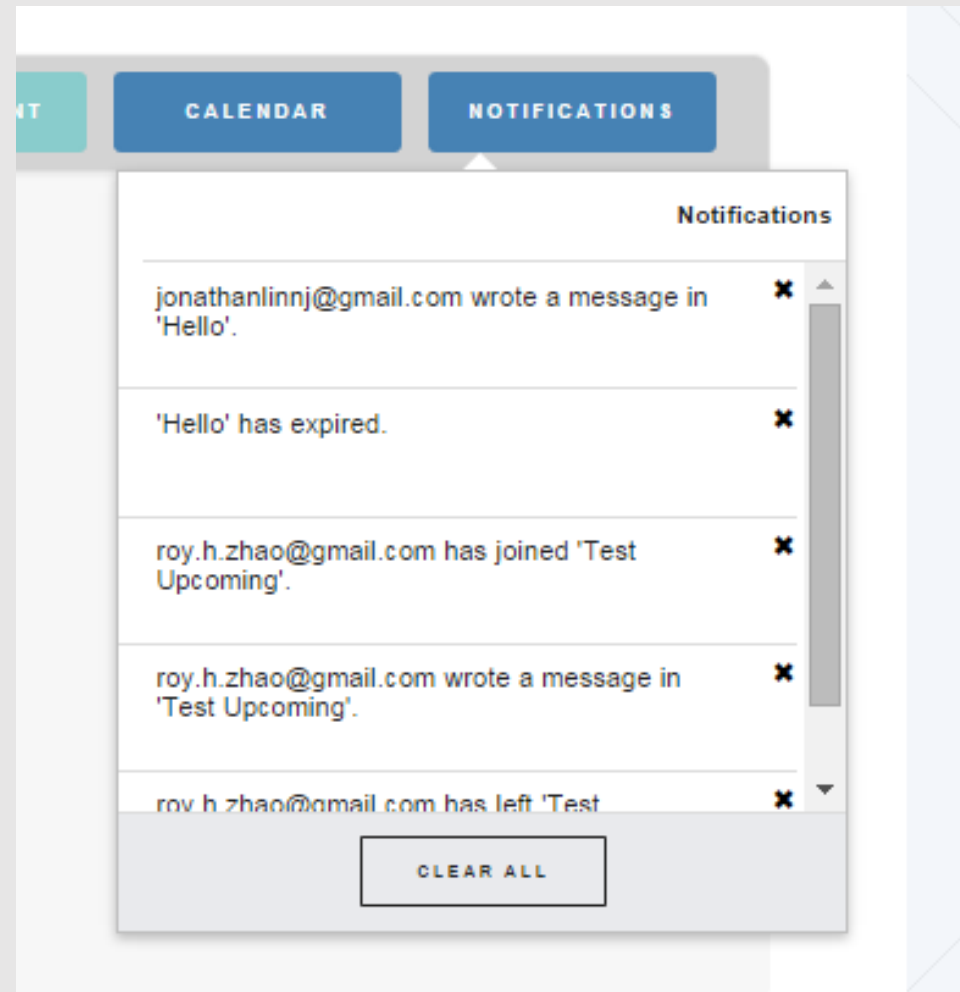 NT
CALENDAR
NOTIFICATIONS
Notifications
jonathanlinnj@gmail.com wrote a message in
'Hello'.
'Hello' has expired.
roy.h.zhao@gmail.com has joined 'Test
Upcoming'.
roy.h.zhao@gmail.com wrote a message in
'Test Upcoming'.
roy.h.zhao@gmail.com has left 'Test
CLEAR ALL